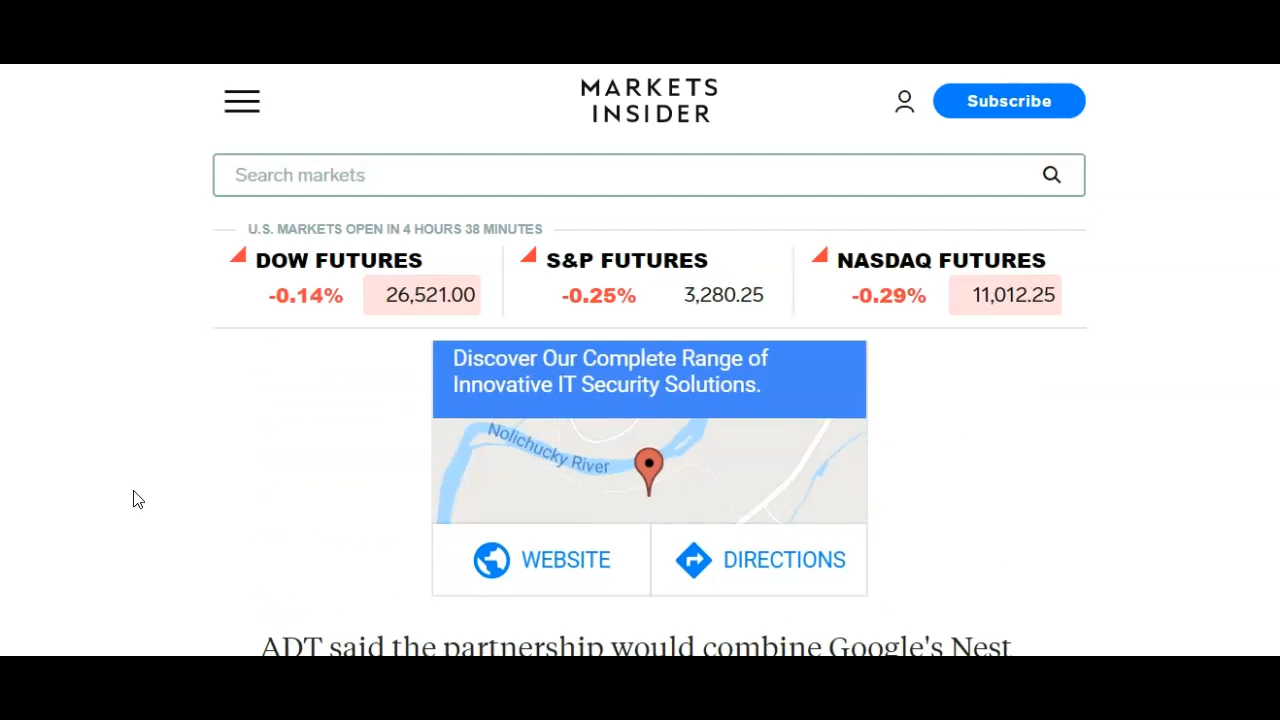 MARKETS
INSIDER
Subscribe
Search markets
U.S. MARKETS OPEN IN 4 HOURS 38 MINUTES
DOW FUTURES
-0.14% 26,521.00
S&P FUTURES
-0.25% 3,280.25
NASDAQ FUTURES
-0.29% 11,012.25
Discover Our Complete Range of
Innovative IT Security Solutions.
Nolichucky River
WEBSITE
DIRECTIONS
ADT said the partnership would combine Google's Nest